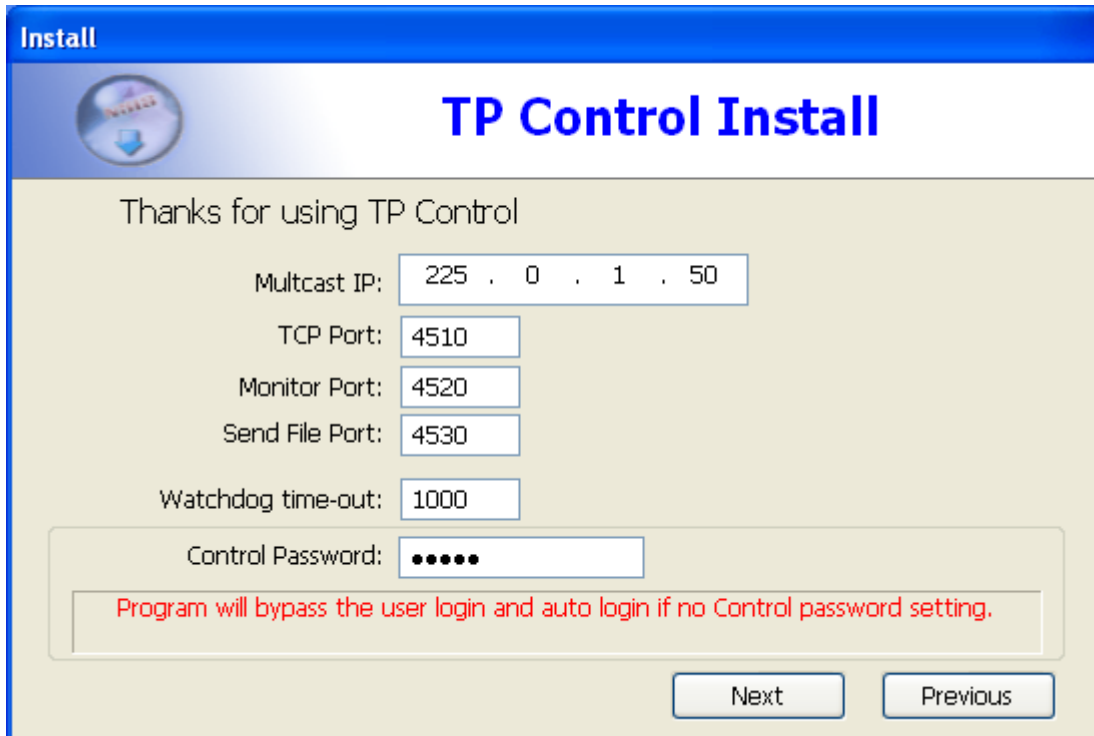 Install
TP Control Install
Thanks for using TP Control
Multcast IP: 225 . 0 . 1 . 50
TCP Port: 4510
Monitor Port: 4520
Send File Port: 4530
Watchdog time-out: 1000
Control Password: •••••
Program will bypass the user login and auto login if no Control password setting.
Next Previous